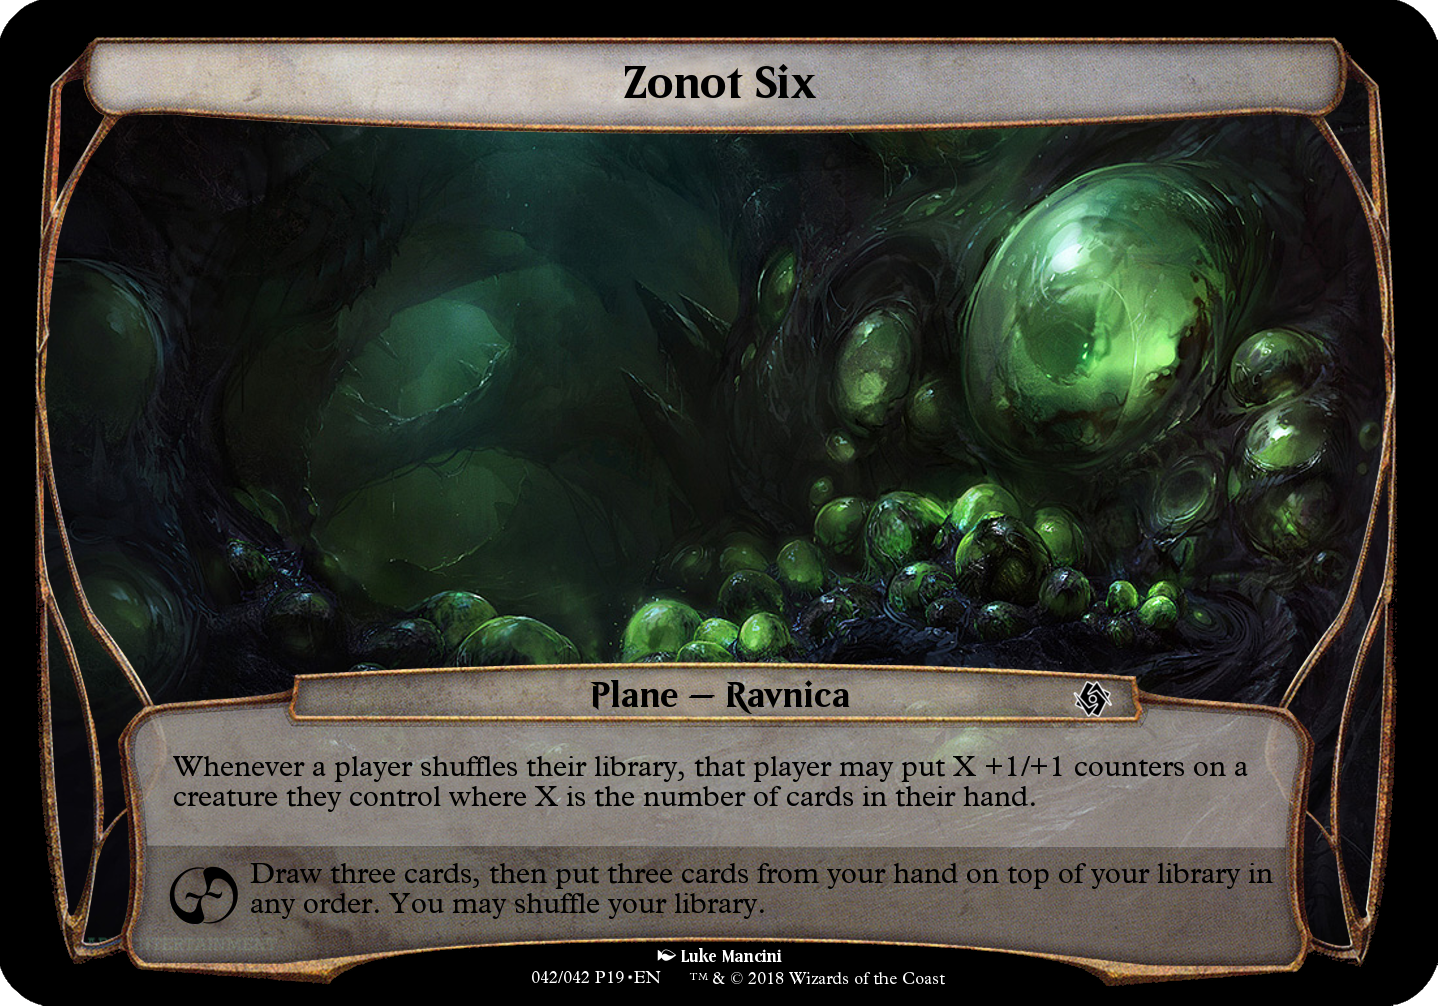 Zonot Six
Plane — Ravnica
Whenever a player shuffles their library, that player may put X +1/+1 counters on a
creature they control where X is the number of cards in their hand.
Draw three cards, then put three cards from your hand on top of your library in
any order. You may shuffle your library.
ENTERTAINMENT
Luke Mancini
042/042 P19•EN ™ & © 2018 Wizards of the Coast